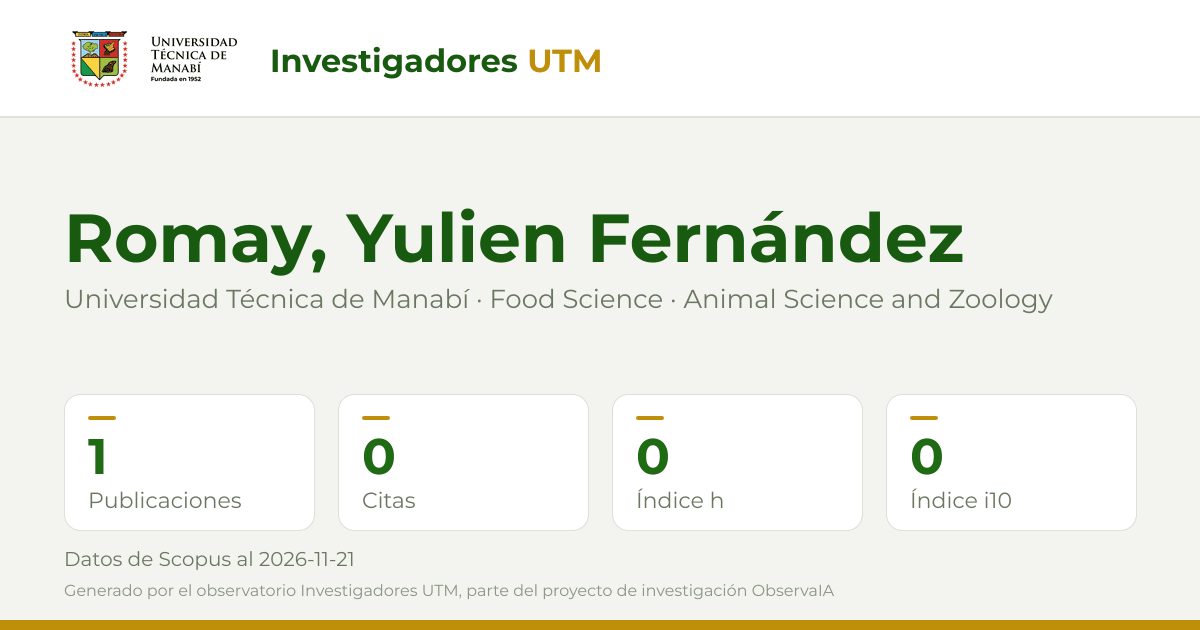 UNIVERSIDAD
TÉCNICA DE
MANABÍ
Fundada en 1952
Investigadores UTM
Romay, Yulien Fernández
Universidad Técnica de Manabí · Food Science · Animal Science and Zoology
1
Publicaciones
0
Citas
0
Índice h
0
Índice i10
Datos de Scopus al 2026-11-21
Generado por el observatorio Investigadores UTM, parte del proyecto de investigación ObservaIA